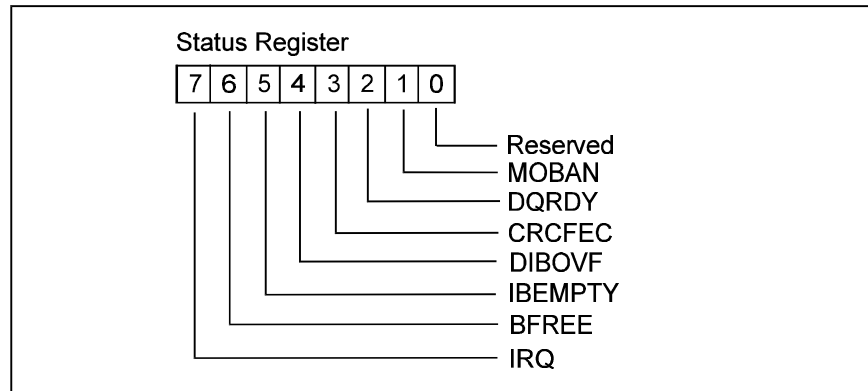 Status Register
7 6 5 4 3 2 1 0
Reserved
MOBAN
DQRDY
CRCFEC
DIBOVF
IBEMPTY
BFREE
IRQ